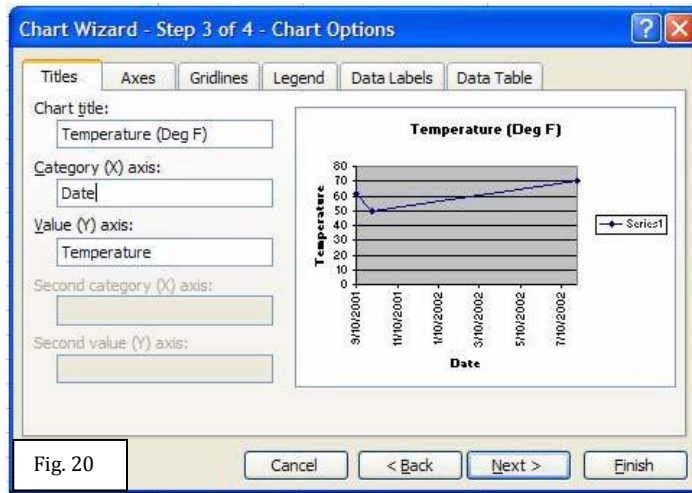 Chart Wizard - Step 3 of 4 - Chart Options
Titles Axes Gridlines Legend Data Labels Data Table
Chart title:
Temperature (Deg F)
Category (X) axis:
Date
Value (Y) axis:
Temperature
Second category (X) axis:
Second value (Y) axis:
Temperature (Deg F)
Temperature
80
70
60
50
40
30
20
10
0
9/10/2001
11/10/2001
1/10/2002
3/10/2002
5/10/2002
7/10/2002
Date
Series1
Fig. 20
Cancel < Back Next > Finish